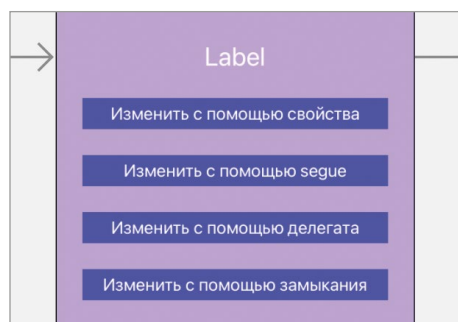 Label
Изменить с помощью свойства
Изменить с помощью segue
Изменить с помощью делегата
Изменить с помощью замыкания